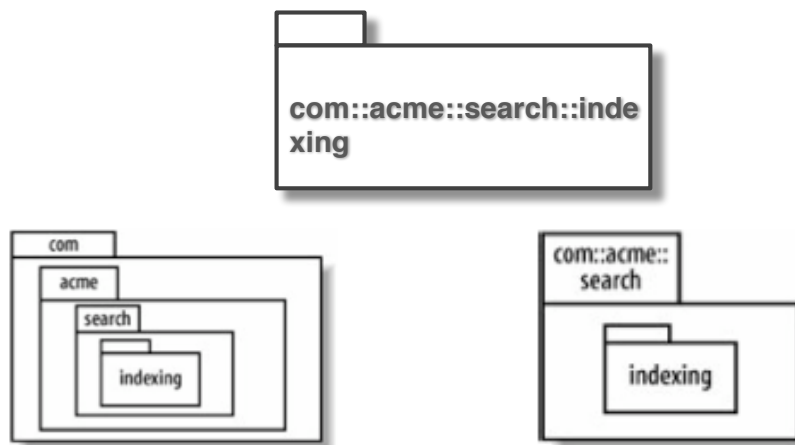 com::acme::search::inde
xing
com
acme
search
indexing
com::acme::
search
indexing